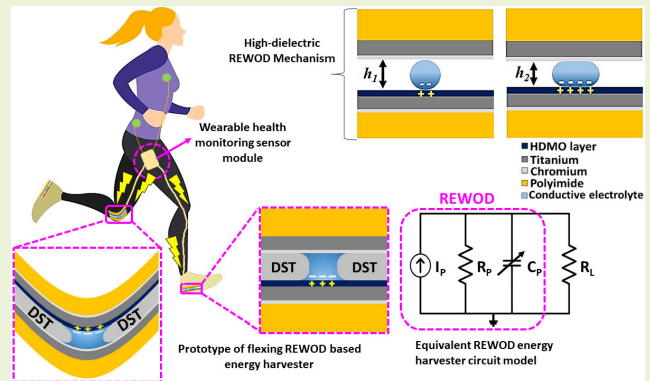 High-dielectric
REWOD Mechanism
h1
h2
++
++++
Wearable health
monitoring sensor
module
HDMO layer
Titanium
Chromium
Polyimide
Conductive electrolyte
REWOD
DST
DST
+++
IP
RP
CP
RL
DST
DST
++++
Prototype of flexing REWOD based
energy harvester
Equivalent REWOD energy
harvester circuit model